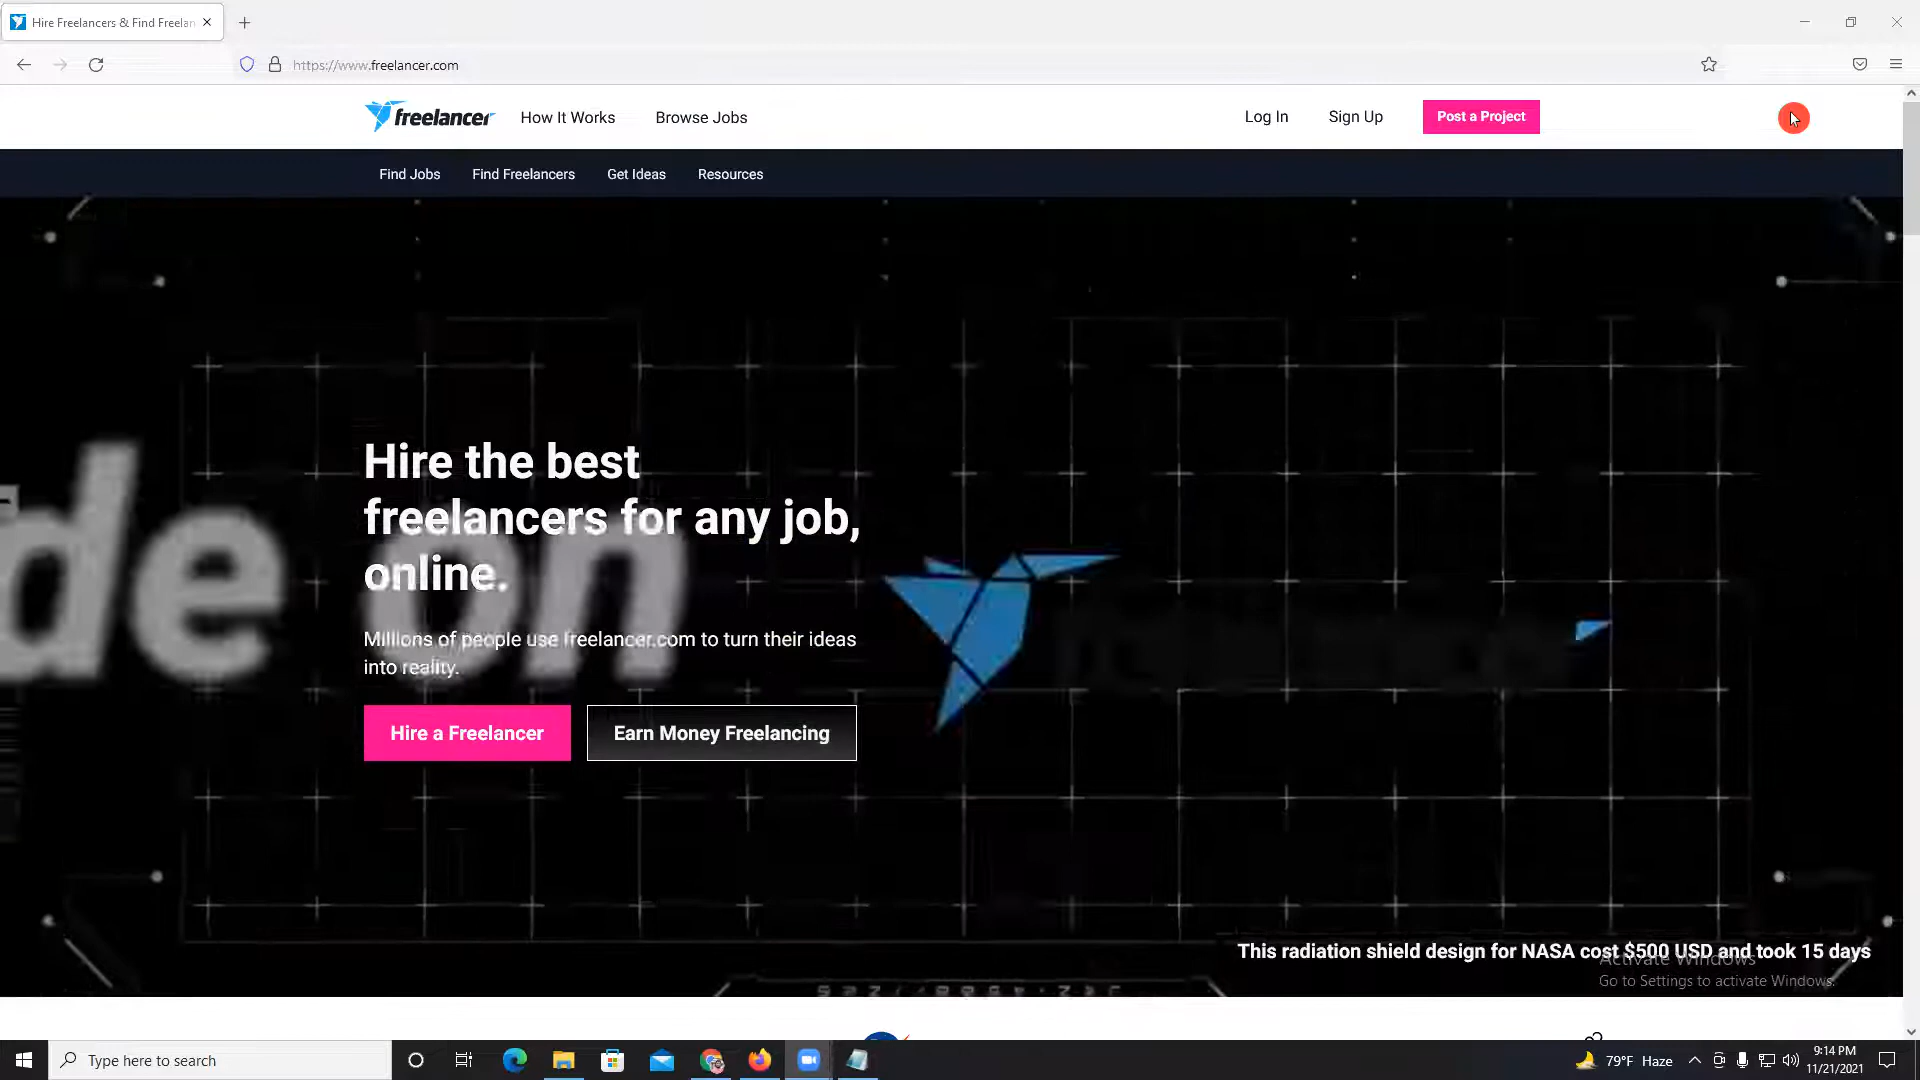 Hire Freelancers & Find Freelan
https://www.freelancer.com
freelancer
How It Works
Browse Jobs
Log In
Sign Up
Post a Project
Find Jobs
Find Freelancers
Get Ideas
Resources
Hire the best
freelancers for any job,
online.
de on
Millions of people use freelancer.com to turn their ideas
into reality.
Hire a Freelancer
Earn Money Freelancing
This radiation shield design for NASA cost $500 USD and took 15 days
Activate Windows
Go to Settings to activate Windows.
Type here to search
79°F Haze
9:14 PM
11/21/2021